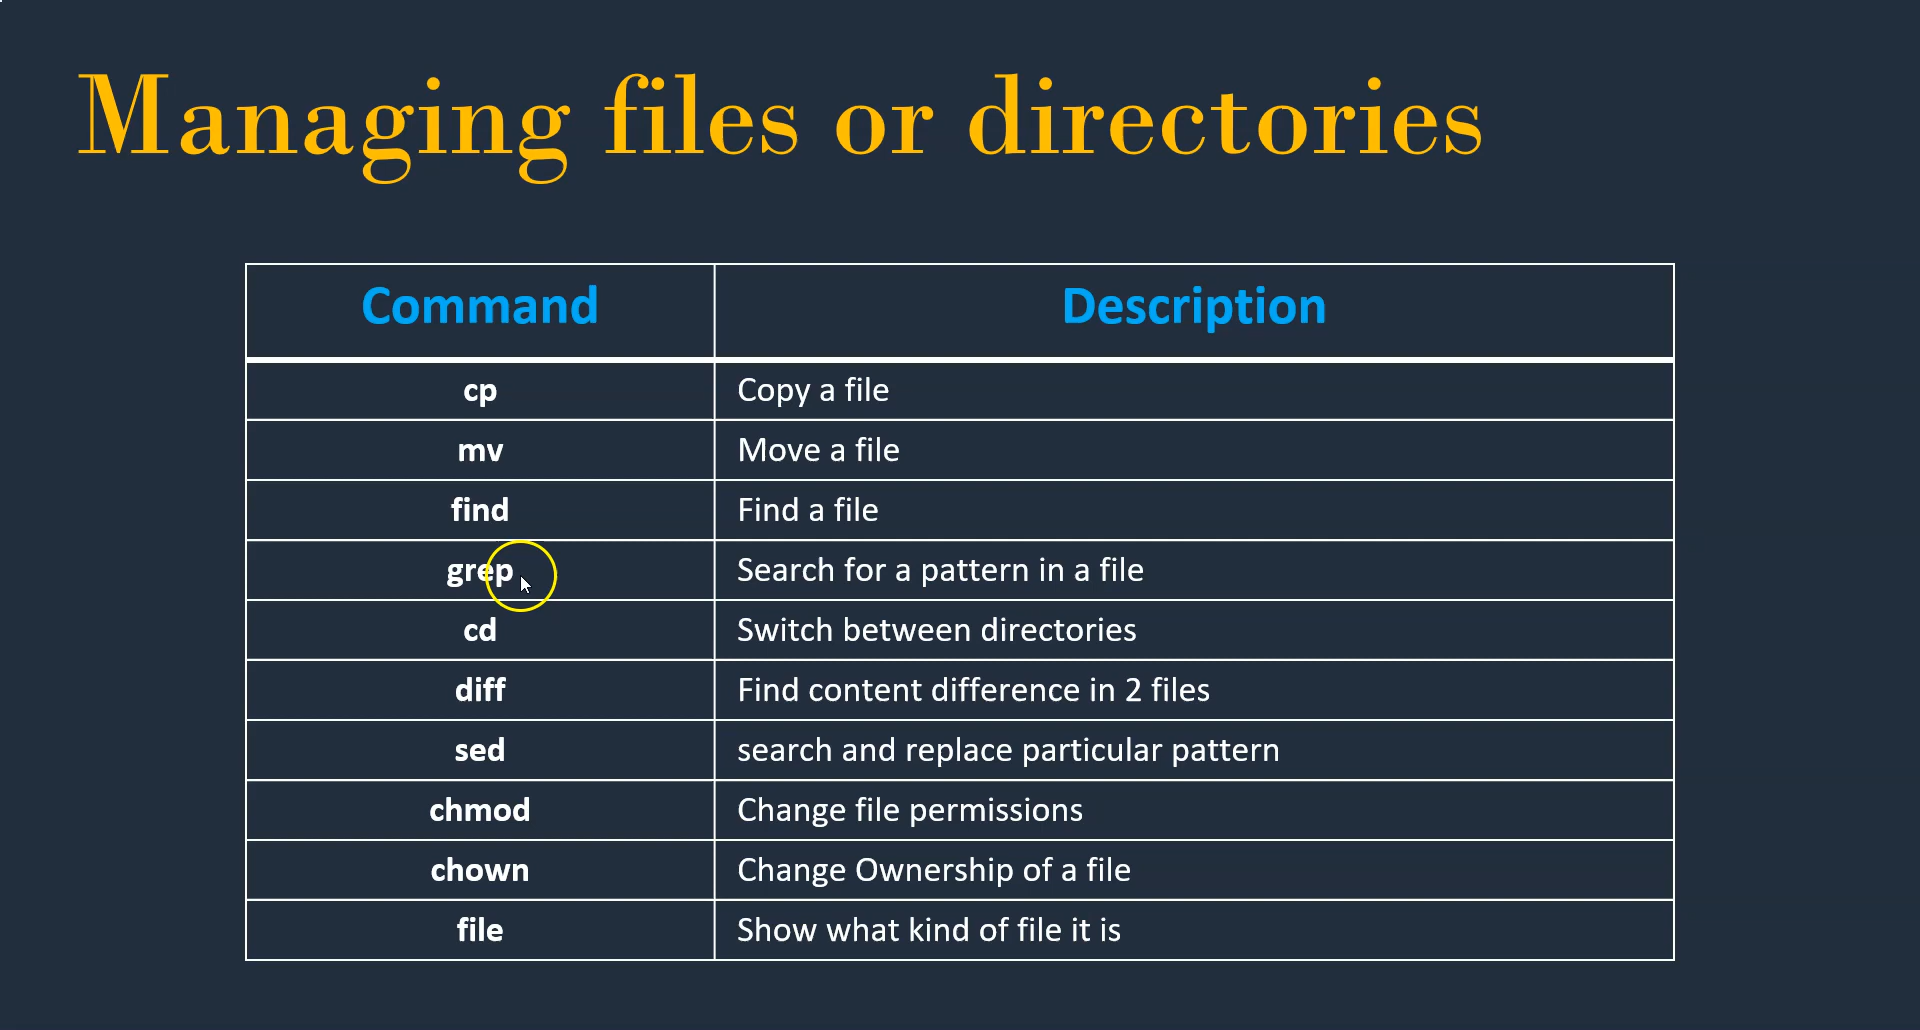 Managing files or directories
Command Description
cp Copy a file
mv Move a file
find Find a file
grep Search for a pattern in a file
cd Switch between directories
diff Find content difference in 2 files
sed search and replace particular pattern
chmod Change file permissions
chown Change Ownership of a file
file Show what kind of file it is